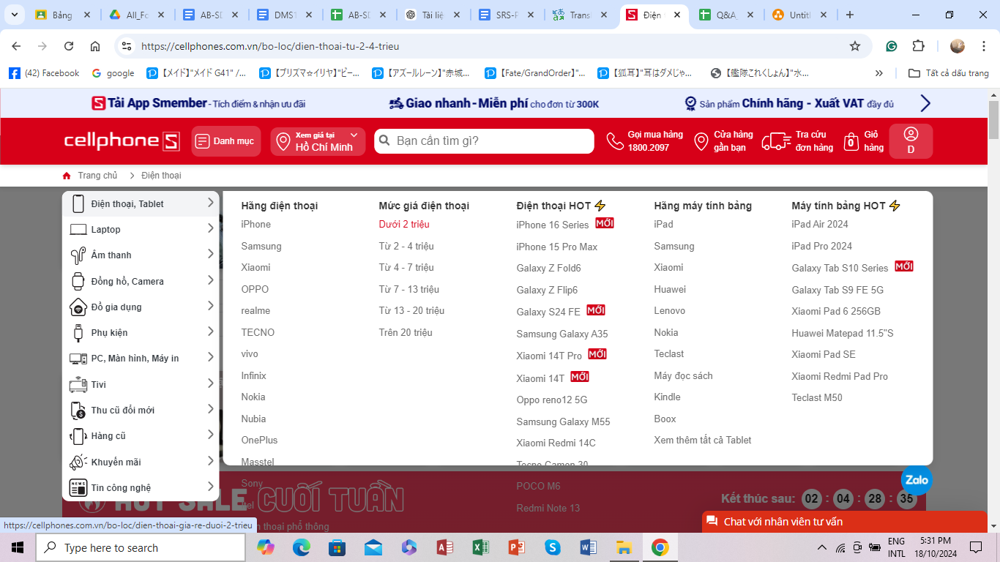 Bảng
All_Fc
AB-SD
DMST
AB-SD
Tài liệ
SRS-F
Trans
Điện
Q&A
Untitl
https://cellphones.com.vn/bo-loc/dien-thoai-tu-2-4-trieu
(42) Facebook
google
【メイド】"メイド G41" /...
【プリズマ☆イリヤ】"ビー...
【アズールレーン】"赤城...
【Fate/GrandOrder】"...
【狐耳】"耳はダメじゃ...
【艦隊これくしょん】"水...
Tất cả dấu trang
Tải App Smember - Tích điểm & nhận ưu đãi
Giao nhanh - Miễn phí cho đơn từ 300K
Sản phẩm Chính hãng - Xuất VAT đầy đủ
cellphoneS
Danh mục
Xem giá tại
Hồ Chí Minh
Bạn cần tìm gì?
Gọi mua hàng
1800.2097
Cửa hàng
gần bạn
Tra cứu
đơn hàng
0
Giỏ
hàng
D
Trang chủ
Điện thoại
Điện thoại, Tablet
Laptop
Âm thanh
Đồng hồ, Camera
Đồ gia dụng
Phụ kiện
PC, Màn hình, Máy in
Tivi
Thu cũ đổi mới
Hàng cũ
Khuyến mãi
NEWS
Tin công nghệ
Hãng điện thoại
iPhone
Samsung
Xiaomi
OPPO
realme
TECNO
vivo
Infinix
Nokia
Nubia
OnePlus
Masstel
Sony
Mức giá điện thoại
Dưới 2 triệu
Từ 2 - 4 triệu
Từ 4 - 7 triệu
Từ 7 - 13 triệu
Từ 13 - 20 triệu
Trên 20 triệu
Điện thoại HOT ⚡
iPhone 16 Series MỚI
iPhone 15 Pro Max
Galaxy Z Fold6
Galaxy Z Flip6
Galaxy S24 FE MỚI
Samsung Galaxy A35
Xiaomi 14T Pro MỚI
Xiaomi 14T MỚI
Oppo reno12 5G
Samsung Galaxy M55
Xiaomi Redmi 14C
Tecno Camon 30
POCO M6
Redmi Note 13
Hãng máy tính bảng
iPad
Samsung
Xiaomi
Huawei
Lenovo
Nokia
Teclast
Máy đọc sách
Kindle
Boox
Xem thêm tất cả Tablet
Máy tính bảng HOT ⚡
iPad Air 2024
iPad Pro 2024
Galaxy Tab S10 Series MỚI
Galaxy Tab S9 FE 5G
Xiaomi Pad 6 256GB
Huawei Matepad 11.5"S
Xiaomi Pad SE
Xiaomi Redmi Pad Pro
Teclast M50
HOT SALE CUỐI TUẦN
Kết thúc sau: 02 : 04 : 28 : 35
Zalo
thoại phổ thông
Chat với nhân viên tư vấn
https://cellphones.com.vn/bo-loc/dien-thoai-gia-re-duoi-2-trieu
Type here to search
ENG
INTL
5:31 PM
18/10/2024